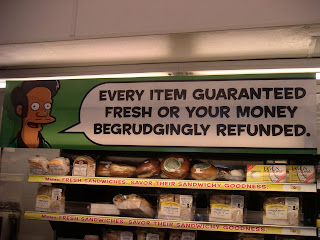 EVERY ITEM GUARANTEED
FRESH OR YOUR MONEY
BEGRUDGINGLY REFUNDED.
FRESH SANDWICHES. SAVOR THEIR SANDWICHY GOODNESS.
FRESH SANDWICHES. SAVOR THEIR SANDWICHY GOODNESS.